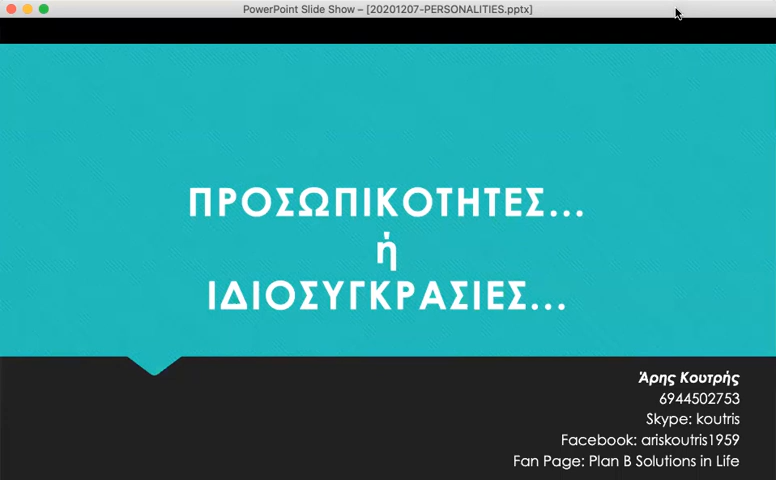 PowerPoint Slide Show – [20201207-PERSONALITIES.pptx]
ΠΡΟΣΩΠΙΚΟΤΗΤΕΣ...
ή
ΙΔΙΟΣΥΓΚΡΑΣΙΕΣ...
Άρης Κουτρής
6944502753
Skype: koutris
Facebook: ariskoutris1959
Fan Page: Plan B Solutions in Life